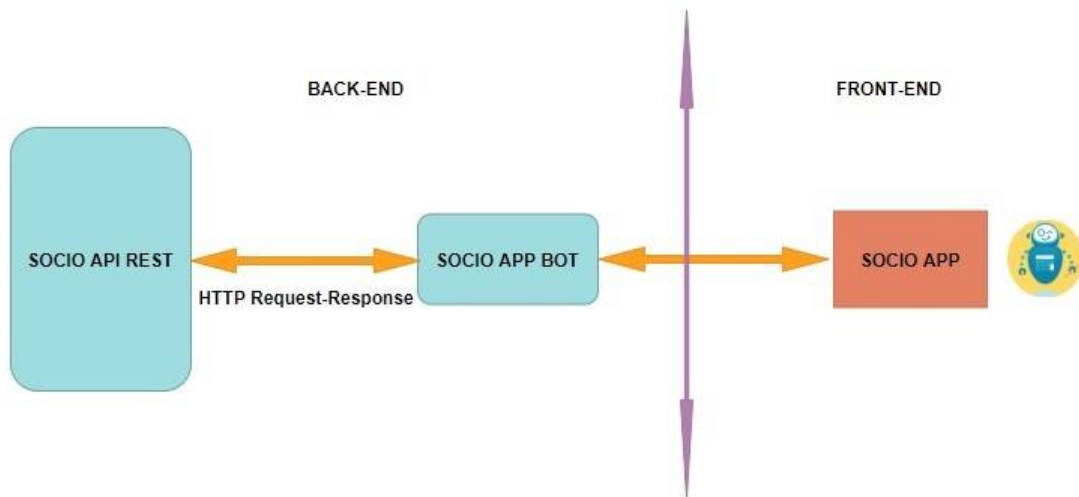 BACK-END
FRONT-END
SOCIO API REST
SOCIO APP BOT
SOCIO APP
HTTP Request-Response